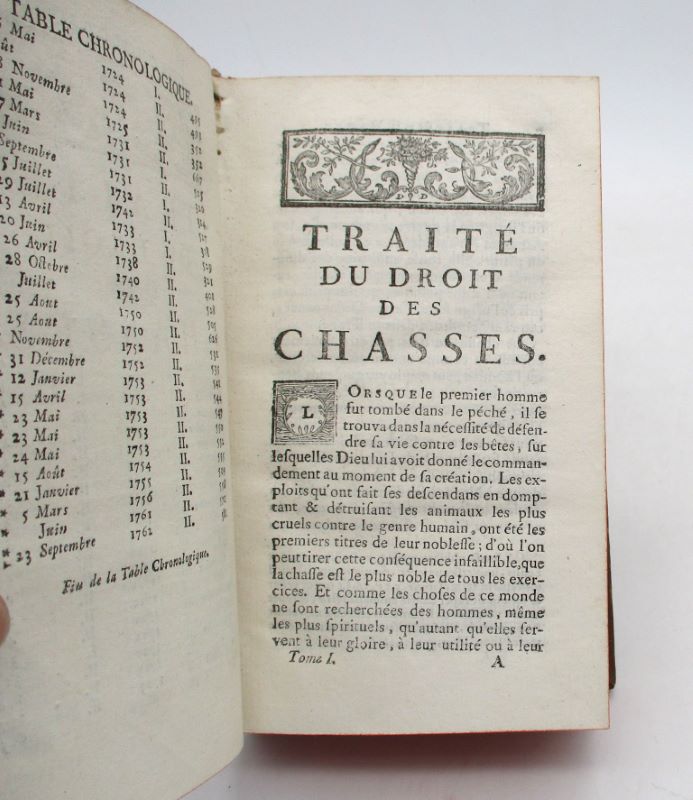 TABLE CHRONOLOGIQUE.
Mai 1724 I.
1724 II.
Novembre 1724 II.
Mai 1725 II.
Mars 1731 II.
Juin 1731 I.
Septembre 1731 II.
5 Juillet 1732 I.
29 Juillet 1742 II.
13 Avril 1733 I.
20 Juin 1733 I.
26 Avril 1738 II.
28 Octobre 1740 II.
Juillet 1742 II.
25 Aout 1750 II.
25 Aout 1750 II.
Novembre 1752 II.
* 31 Décembre 1752 II.
* 12 Janvier 1753 II.
* 15 Avril 1753 II.
* 23 Mai 1753 II.
* 23 Mai 1753 II.
* 24 Mai 1754 II.
* 15 Août 1755 II.
* 21 Janvier 1756 II.
* 5 Mars 1761 II.
* Juin 1762 II.
* 23 Septembre
Fin de la Table Chronologique.
D D
TRAITÉ
DU DROIT
DES
CHASSES.
LORSQUE le premier homme
fut tombé dans le péché, il se
trouva dans la nécessité de défen-
dre sa vie contre les bêtes, sur
lesquelles Dieu lui avoit donné le comman-
dement au moment de sa création. Les ex-
ploits qu'ont fait ses descendans en domp-
tant & détruisant les animaux les plus
cruels contre le genre humain, ont été les
premiers titres de leur noblesse ; d'où l'on
peut tirer cette conséquence infaillible, que
la chasse est le plus noble de tous les exer-
cices. Et comme les choses de ce monde
ne sont recherchées des hommes, même
les plus spirituels, qu'autant qu'elles ser-
vent à leur gloire, à leur utilité ou à leur
Tome I. A